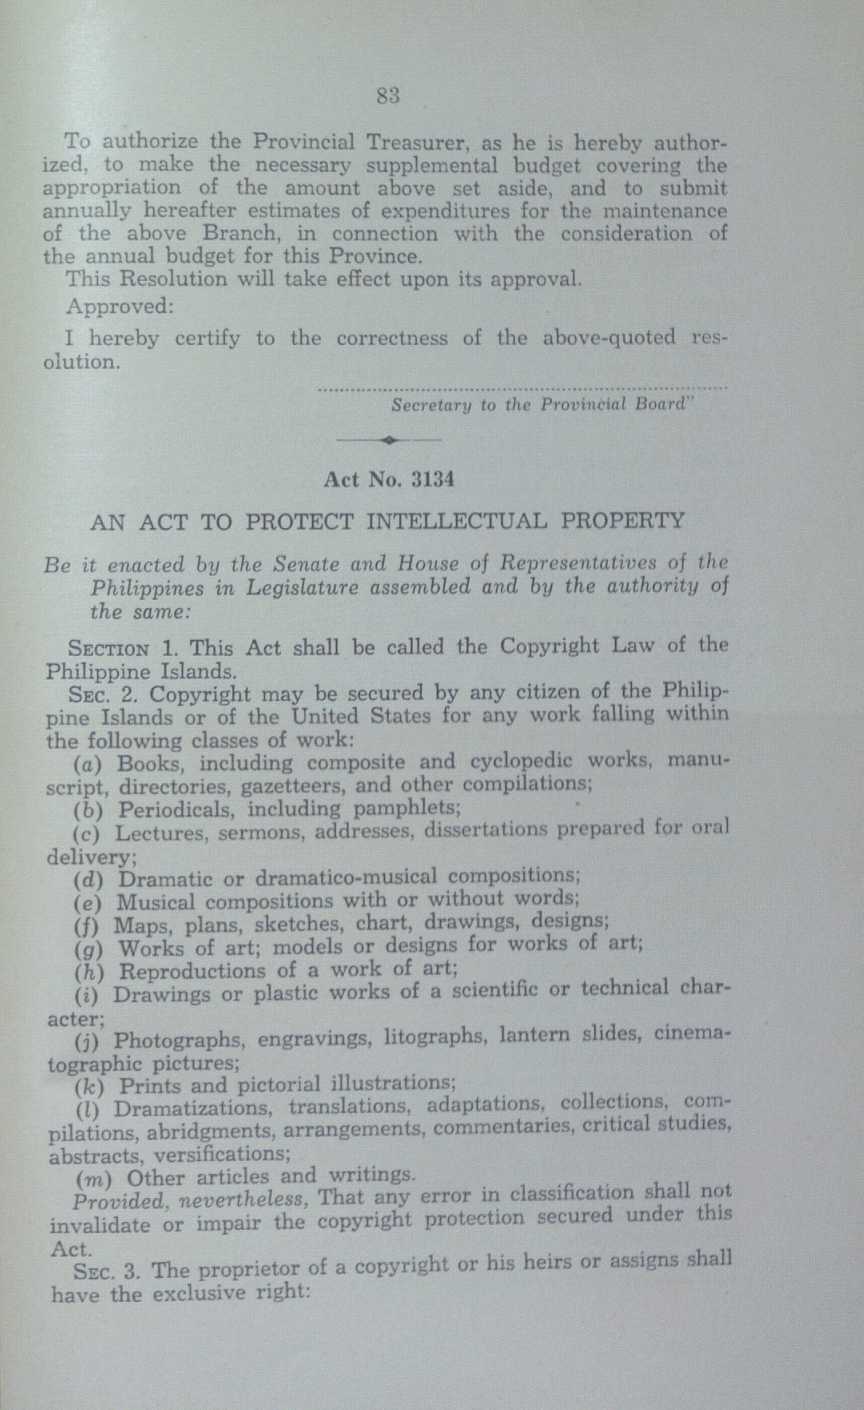 83
To authorize the Provincial Treasurer, as he is hereby author-
ized, to make the necessary supplemental budget covering the
appropriation of the amount above set aside, and to submit
annually hereafter estimates of expenditures for the maintenance
of the above Branch, in connection with the consideration of
the annual budget for this Province.
This Resolution will take effect upon its approval.
Approved:
I hereby certify to the correctness of the above-quoted res-
olution.
Secretary to the Provincial Board"
Act No. 3134
AN ACT TO PROTECT INTELLECTUAL PROPERTY
Be it enacted by the Senate and House of Representatives of the
Philippines in Legislature assembled and by the authority of
the same:
SECTION 1. This Act shall be called the Copyright Law of the
Philippine Islands.
SEC. 2. Copyright may be secured by any citizen of the Philip-
pine Islands or of the United States for any work falling within
the following classes of work:
(a) Books, including composite and cyclopedic works, manu-
script, directories, gazetteers, and other compilations;
(b) Periodicals, including pamphlets;
(c) Lectures, sermons, addresses, dissertations prepared for oral
delivery;
(d) Dramatic or dramatico-musical compositions;
(e) Musical compositions with or without words;
(f) Maps, plans, sketches, chart, drawings, designs;
(g) Works of art; models or designs for works of art;
(h) Reproductions of a work of art;
(i) Drawings or plastic works of a scientific or technical char-
acter;
(j) Photographs, engravings, litographs, lantern slides, cinema-
tographic pictures;
(k) Prints and pictorial illustrations;
(l) Dramatizations, translations, adaptations, collections, com-
pilations, abridgments, arrangements, commentaries, critical studies,
abstracts, versifications;
(m) Other articles and writings.
Provided, nevertheless, That any error in classification shall not
invalidate or impair the copyright protection secured under this
Act.
SEC. 3. The proprietor of a copyright or his heirs or assigns shall
have the exclusive right: